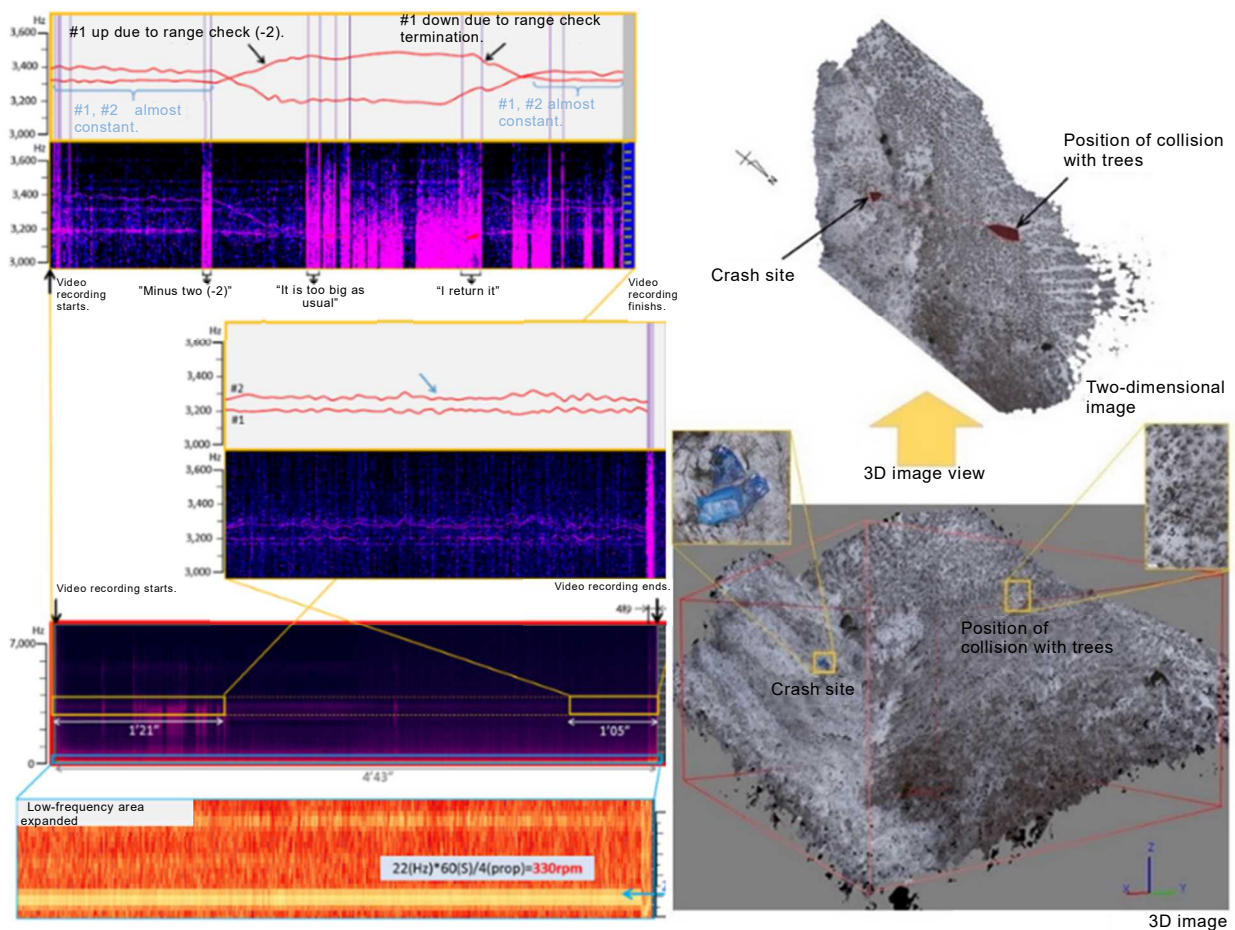 Hz
#1 up due to range check (-2).
#1 down due to range check
termination.
3,600
3,400
3,200
3,000
#1, #2 almost
constant.
#1, #2 almost
constant.
3,600
3,400
3,200
3,000
Video
recording
starts.
"Minus two (-2)"
“It is too big as
usual”
“I return it”
Video
recording
finishs.
Hz
3,600
3,400
3,200
3,000
#2
#1
3,600
3,400
3,200
3,000
Video recording starts.
Video recording ends.
Hz
7,000
0
1'21"
1'05"
4'43"
Low-frequency area
expanded
22(Hz)*60(S)/4(prop)=330rpm
N
Position of collision
with trees
Crash site
Two-dimensional
image
3D image view
Position of
collision with trees
Crash site
Z
X
Y
3D image